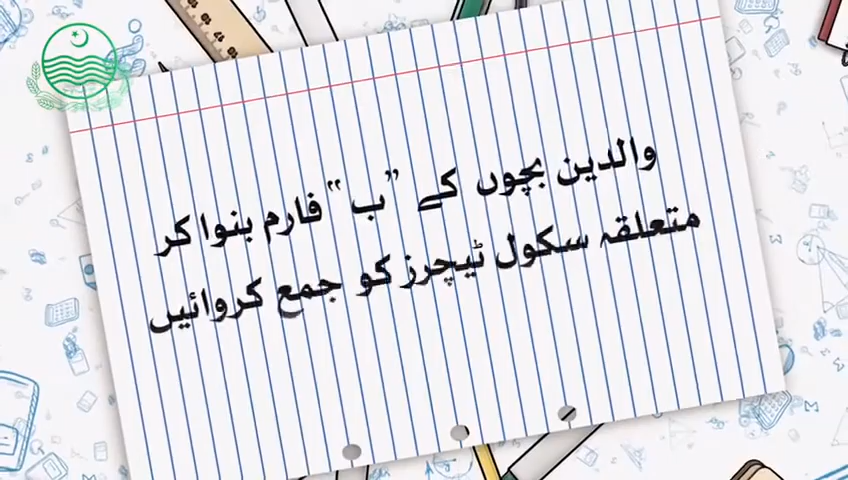 والدین بچوں کے ”ب“ فارم بنوا کر
متعلقہ سکول ٹیچرز کو جمع کروائیں